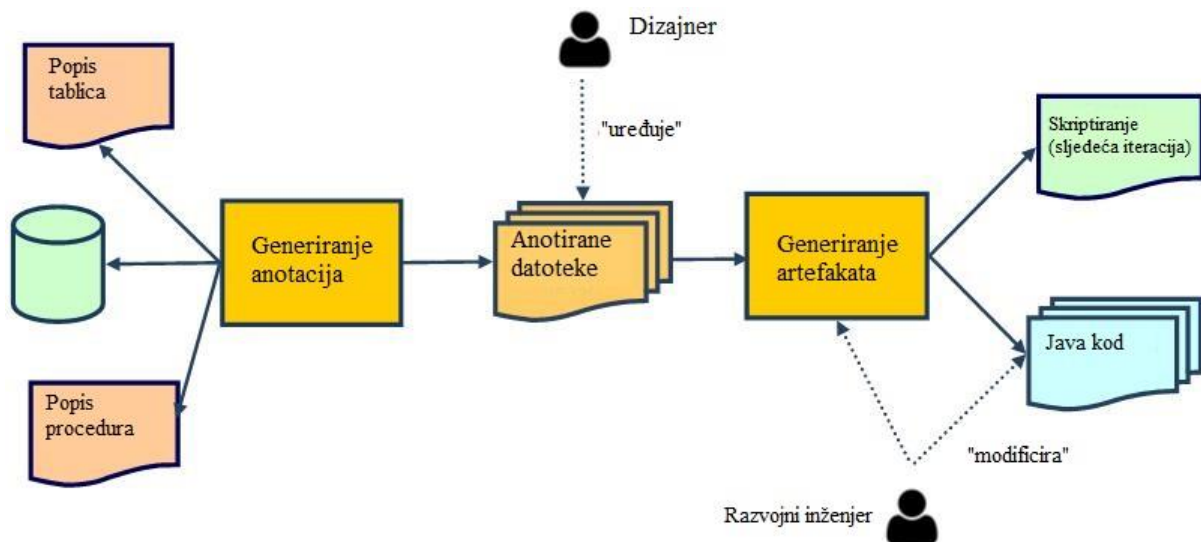 Dizajner
Popis
tablica
"uređuje"
Skriptiranje
(sljedeća iteracija)
Generiranje
anotacija
Anotirane
datoteke
Generiranje
artefakata
Java kod
Popis
procedura
"modificira"
Razvojni inženjer